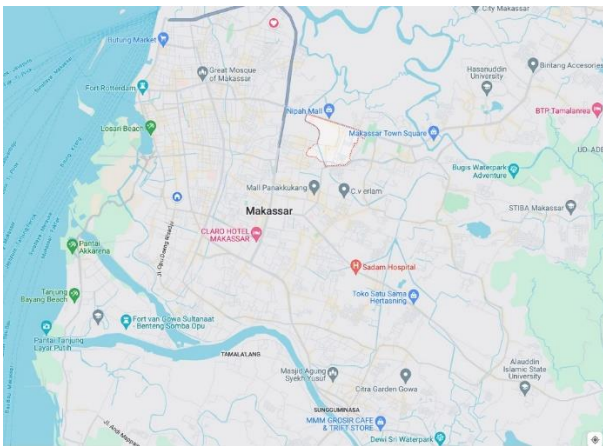 City Makassar
Butung Market
Great Mosque
of Makassar
Hasanuddin
University
Bintang Accesories
Fort Rotterdam
Nipah Mall
BTP Tamalanrea
Losari Beach
Makassar Town Square
UD-ADE
Bugis Waterpark
Adventure
Mall Panakkukang
C.v erlam
STIBA Makassar
Makassar
CLARO HOTEL
MAKASSAR
Pantai
Akkarena
Sadam Hospital
Tanjung
Bayang Beach
Toko Satu Sama
Hertasning
Fort van Gowa Sultanaat
- Benteng Somba Opu
Pantai Tanjung
Layar Putih
TAMALALANG
Masjid Agung
Syekh Yusuf
Citra Garden Gowa
Alauddin
Islamic State
University
SUNGGUMINASA
MMM GROSIR CAFE
& TRIFT STORE
Dewi Sri Waterpark